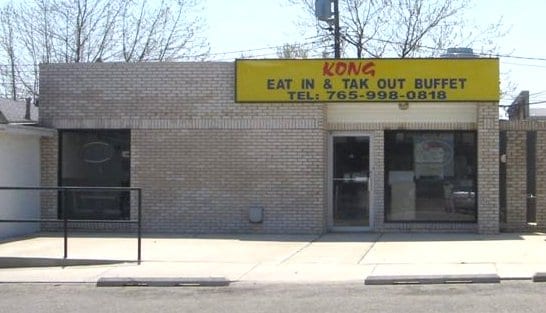 KONG
EAT IN & TAK OUT BUFFET
TEL: 765-998-0818